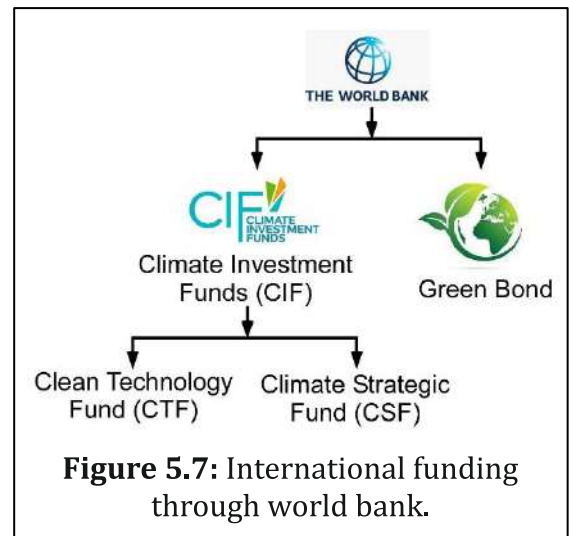 THE WORLD BANK
CIF
CLIMATE
INVESTMENT
FUNDS
Climate Investment
Funds (CIF)
Green Bond
Clean Technology
Fund (CTF)
Climate Strategic
Fund (CSF)
Figure 5.7: International funding
through world bank.